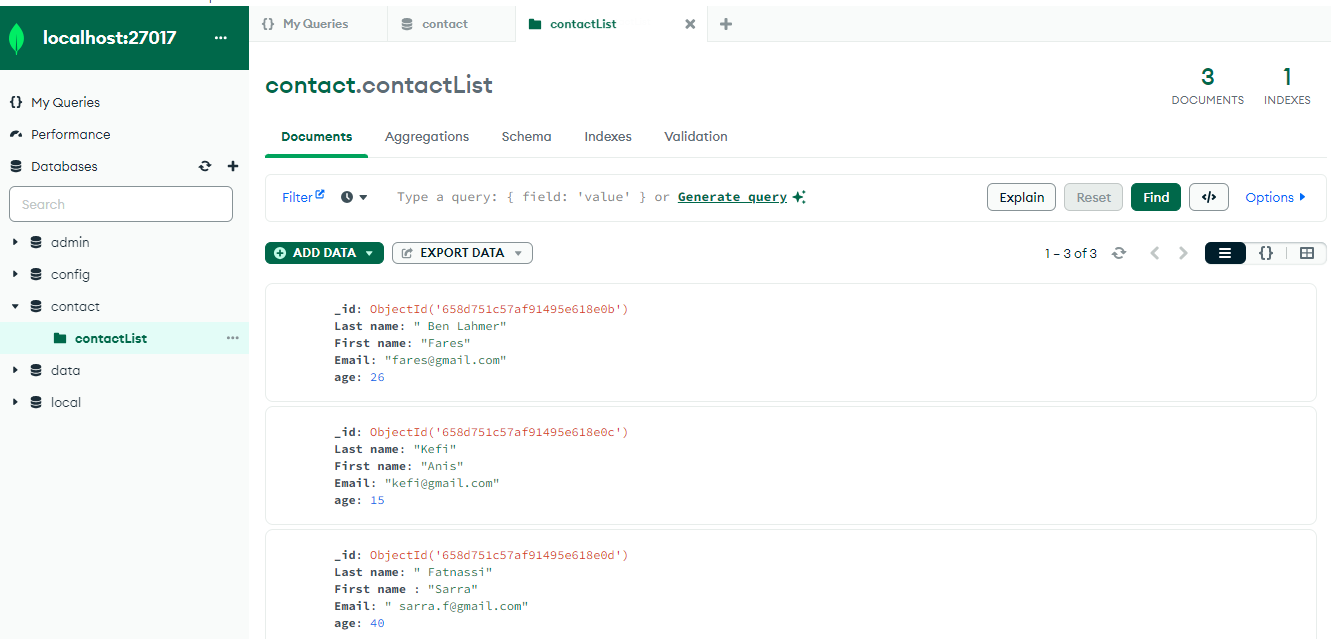 localhost:27017 ...
{} My Queries
contact
contactList
My Queries
Performance
Databases
Search
admin
config
contact
contactList ...
data
local
contact.contactList
3
DOCUMENTS
1
INDEXES
Documents
Aggregations
Schema
Indexes
Validation
Filter
Type a query: { field: 'value' } or Generate query
Explain
Reset
Find
</>
Options
ADD DATA
EXPORT DATA
1 – 3 of 3
{}
_id: ObjectId('658d751c57af91495e618e0b')
Last name: " Ben Lahmer"
First name: "Fares"
Email: "fares@gmail.com"
age: 26
_id: ObjectId('658d751c57af91495e618e0c')
Last name: "Kefi"
First name: "Anis"
Email: "kefi@gmail.com"
age: 15
_id: ObjectId('658d751c57af91495e618e0d')
Last name: " Fatnassi"
First name : "Sarra"
Email: " sarra.f@gmail.com"
age: 40